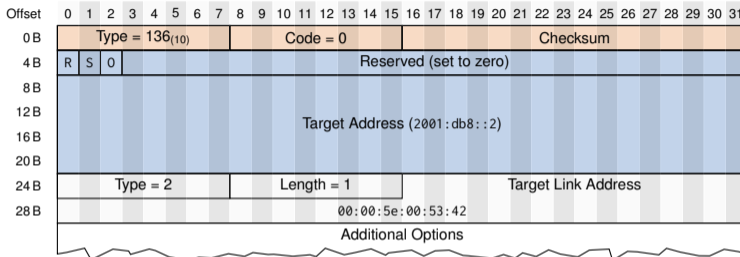 Offset 0 1 2 3 4 5 6 7 8 9 10 11 12 13 14 15 16 17 18 19 20 21 22 23 24 25 26 27 28 29 30 31
0 B Type = 136(10) Code = 0 Checksum
4 B R S O Reserved (set to zero)
8 B
12 B
Target Address (2001:db8::2)
16 B
20 B
24 B Type = 2 Length = 1 Target Link Address
28 B 00:00:5e:00:53:42
Additional Options